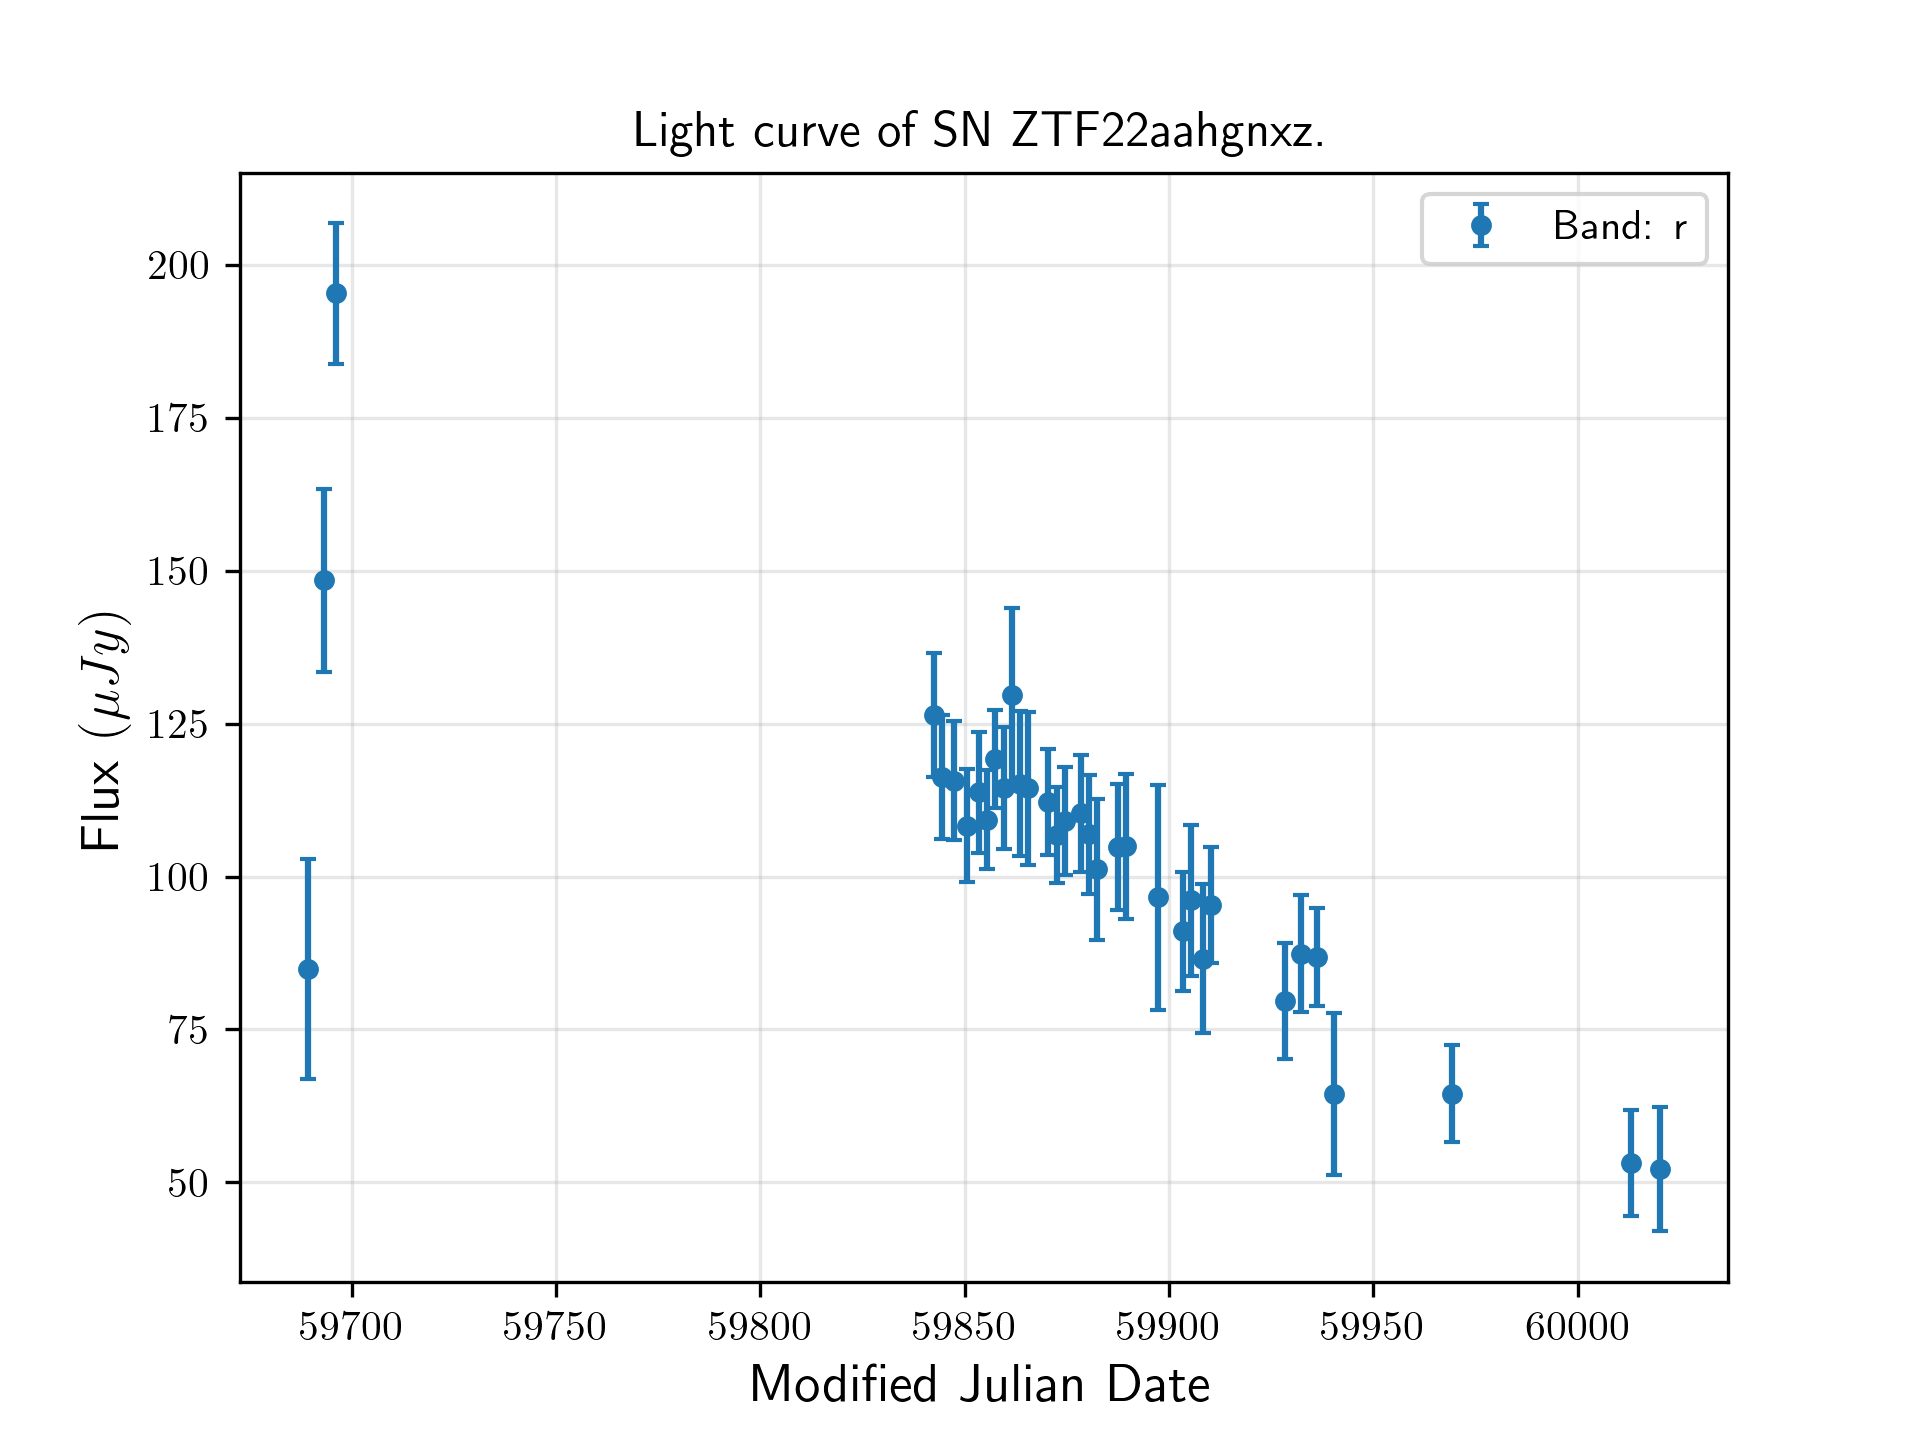 Light curve of SN ZTF22aahgnxz.
Band: r
Flux (μJy)
200
175
150
125
100
75
50
59700 59750 59800 59850 59900 59950 60000
Modified Julian Date